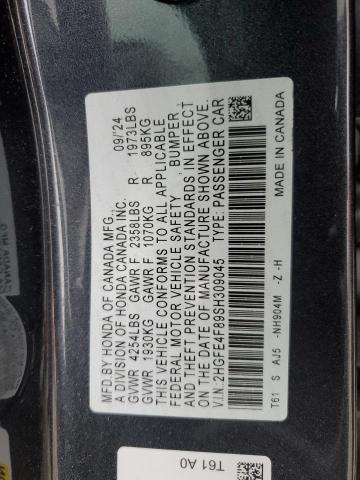 MFD BY HONDA OF CANADA MFG. 09/'24
A DIVISION OF HONDA CANADA INC.
GVWR 4254LBS GAWR F 2358LBS R 1973LBS
GVWR 1930KG GAWR F 1070KG R 895KG
THIS VEHICLE CONFORMS TO ALL APPLICABLE
FEDERAL MOTOR VEHICLE SAFETY, BUMPER,
AND THEFT PREVENTION STANDARDS IN EFFECT
ON THE DATE OF MANUFACTURE SHOWN ABOVE.
V.I.N: 2HGFE4F89SH309045 TYPE: PASSENGER CAR
T61 S AJ5 -NH904M -Z -H MADE IN CANADA
T61 A0